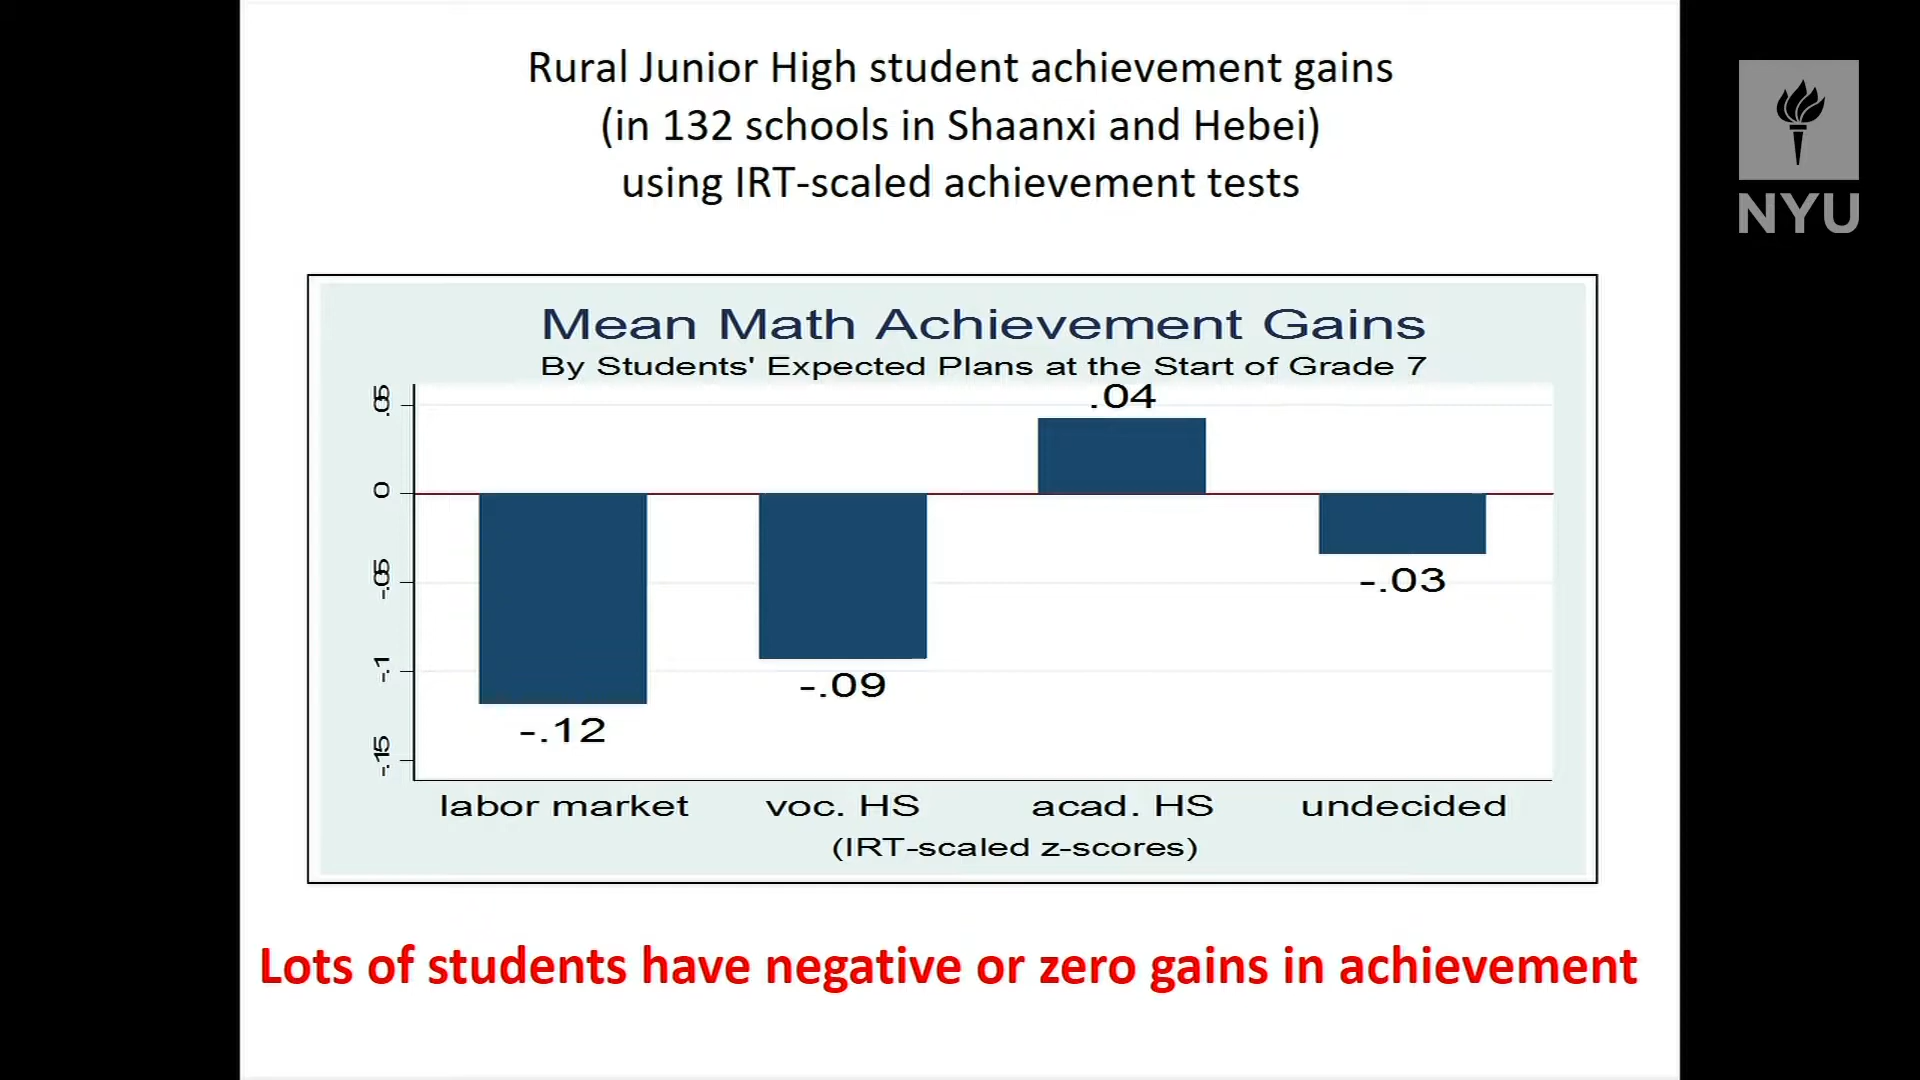 Rural Junior High student achievement gains
(in 132 schools in Shaanxi and Hebei)
using IRT-scaled achievement tests
NYU
Mean Math Achievement Gains
By Students' Expected Plans at the Start of Grade 7
.05
0
-.05
-.1
-.15
.04
-.03
-.09
-.12
labor market voc. HS acad. HS undecided
(IRT-scaled z-scores)
Lots of students have negative or zero gains in achievement